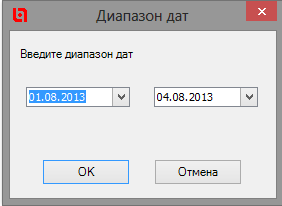 Диапазон дат
Введите диапазон дат
01.08.2013 04.08.2013
OK Отмена